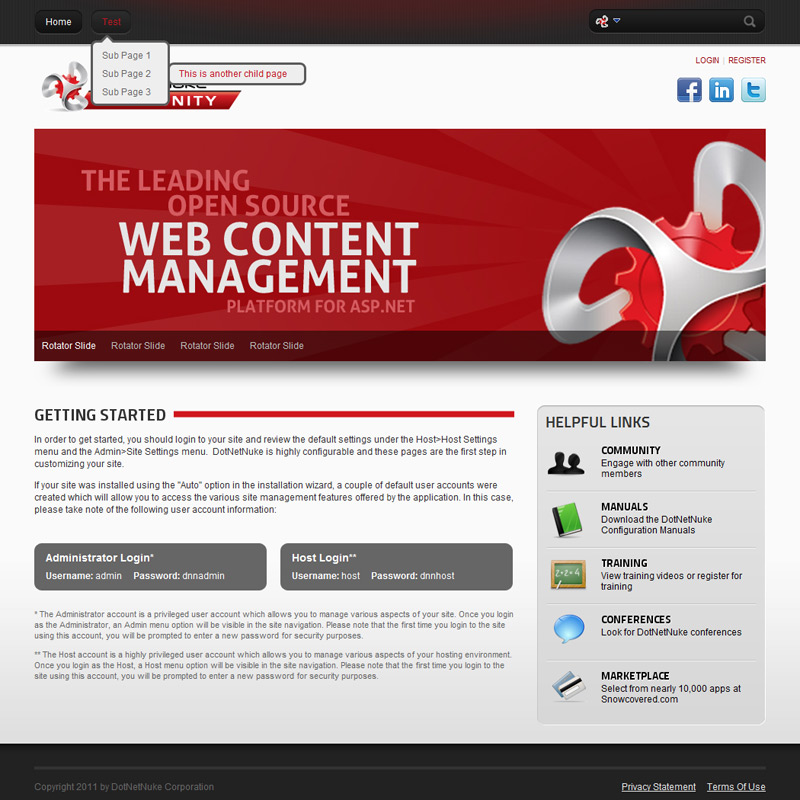 Home Test
Sub Page 1
Sub Page 2
Sub Page 3
This is another child page
NITY
LOGIN | REGISTER
THE LEADING
OPEN SOURCE
WEB CONTENT
MANAGEMENT
PLATFORM FOR ASP.NET
Rotator Slide Rotator Slide Rotator Slide Rotator Slide
GETTING STARTED
In order to get started, you should login to your site and review the default settings under the Host>Host Settings
menu and the Admin>Site Settings menu. DotNetNuke is highly configurable and these pages are the first step in
customizing your site.
If your site was installed using the "Auto" option in the installation wizard, a couple of default user accounts were
created which will allow you to access the various site management features offered by the application. In this case,
please take note of the following user account information:
Administrator Login*
Username: admin Password: dnnadmin
Host Login**
Username: host Password: dnnhost
* The Administrator account is a privileged user account which allows you to manage various aspects of your site. Once you login
as the Administrator, an Admin menu option will be visible in the site navigation. Please note that the first time you login to the site
using this account, you will be prompted to enter a new password for security purposes.
** The Host account is a highly privileged user account which allows you to manage various aspects of your hosting environment.
Once you login as the Host, a Host menu option will be visible in the site navigation. Please note that the first time you login to the
site using this account, you will be prompted to enter a new password for security purposes.
HELPFUL LINKS
COMMUNITY
Engage with other community
members
MANUALS
Download the DotNetNuke
Configuration Manuals
2+2=4
TRAINING
View training videos or register for
training
CONFERENCES
Look for DotNetNuke conferences
MARKETPLACE
Select from nearly 10,000 apps at
Snowcovered.com
Copyright 2011 by DotNetNuke Corporation
Privacy Statement Terms Of Use